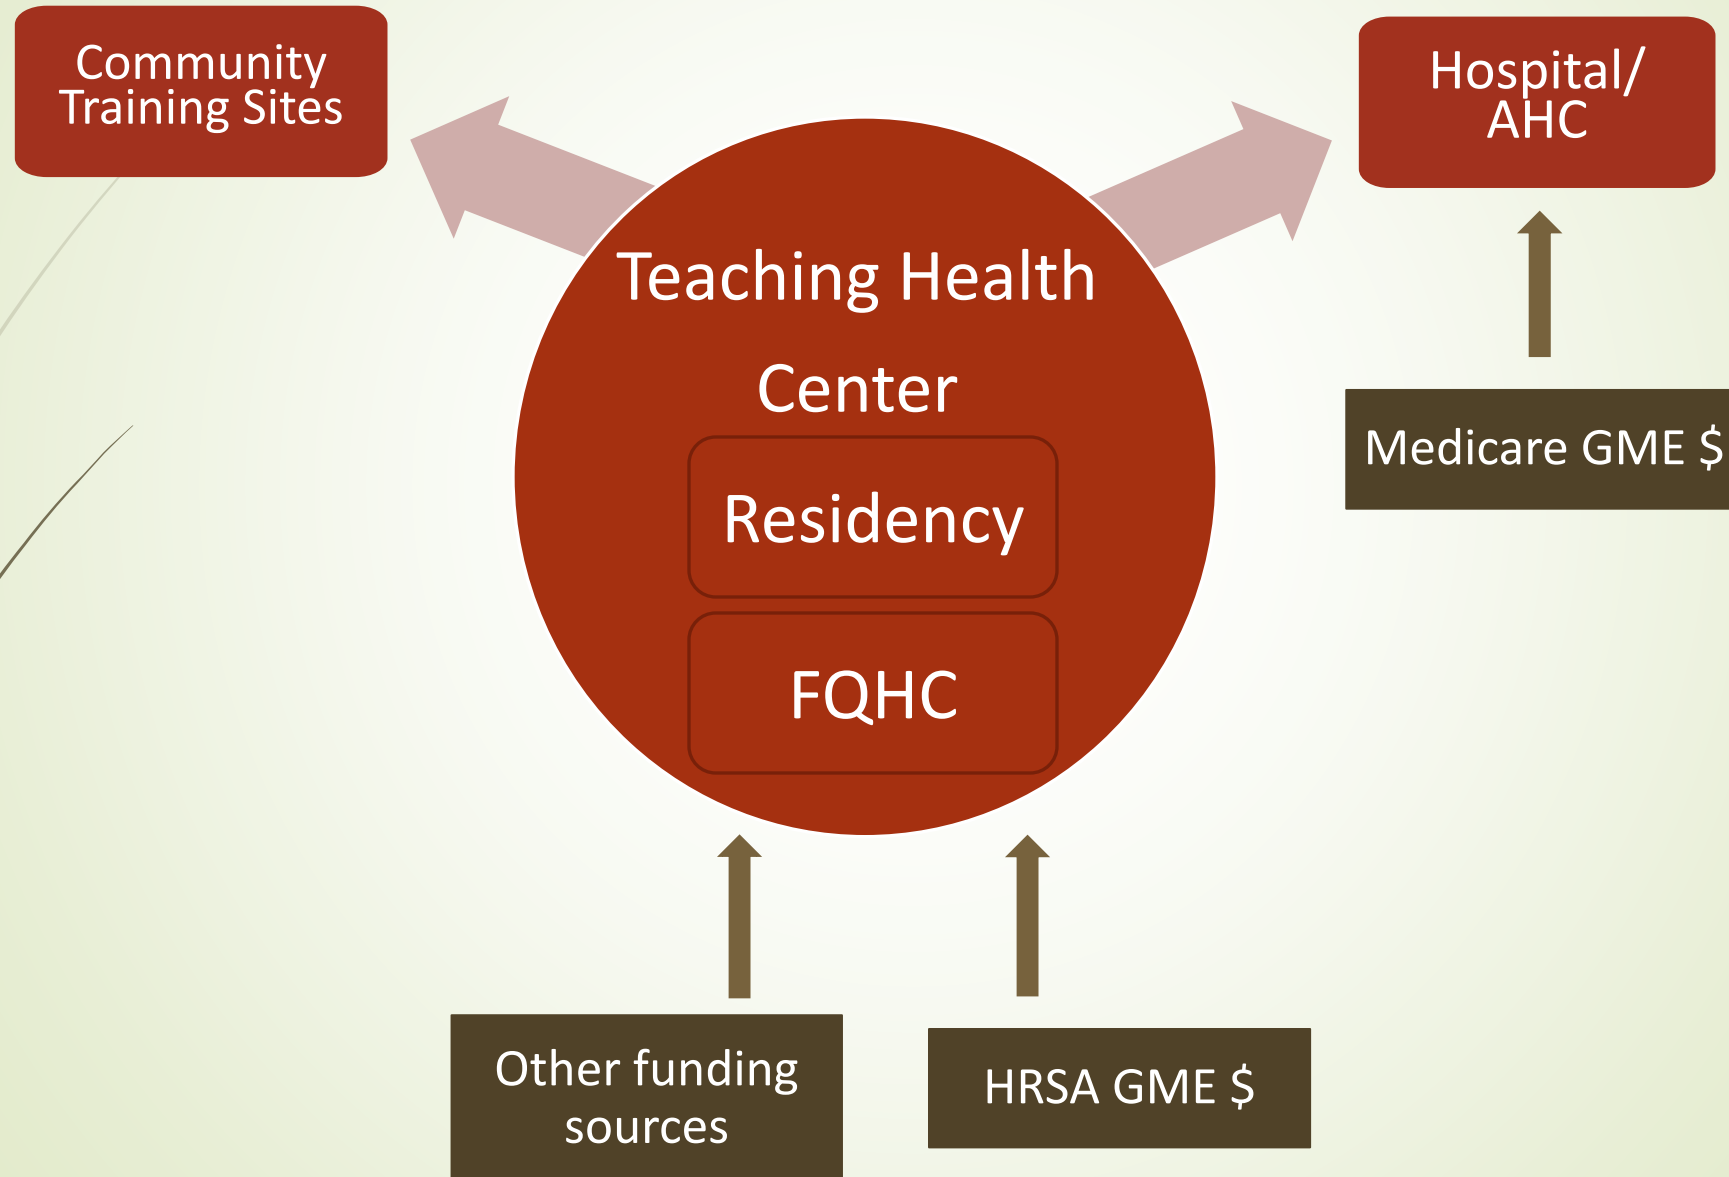 Community
Training Sites
Hospital/
AHC
Teaching Health
Center
Residency
FQHC
Medicare GME $
Other funding
sources
HRSA GME $